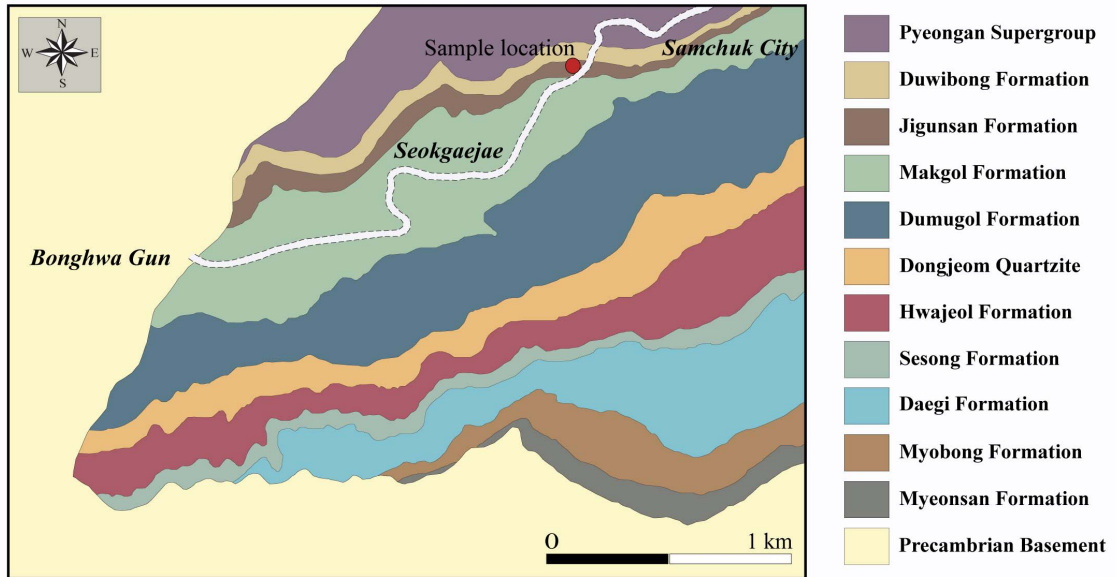 N
W E
S
Sample location
Samchuk City
Seokgaejae
Bonghwa Gun
0 1 km
Pyeongan Supergroup
Duwibong Formation
Jigunsan Formation
Makgol Formation
Dumugol Formation
Dongjeom Quartzite
Hwajeol Formation
Sesong Formation
Daegi Formation
Myobong Formation
Myeonsan Formation
Precambrian Basement